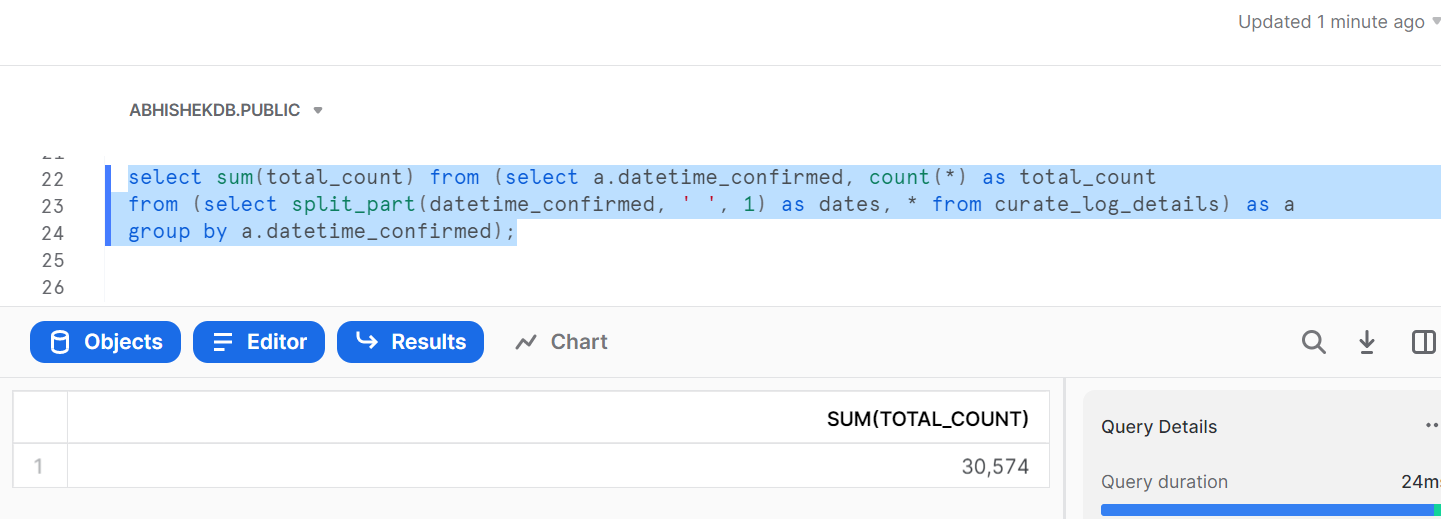 Updated 1 minute ago
ABHISHEKDB.PUBLIC
22 select sum(total_count) from (select a.datetime_confirmed, count(*) as total_count
23 from (select split_part(datetime_confirmed, ' ', 1) as dates, * from curate_log_details) as a
24 group by a.datetime_confirmed);
25
26
Objects Editor Results Chart
SUM(TOTAL_COUNT)
1 30,574
Query Details
Query duration 24m